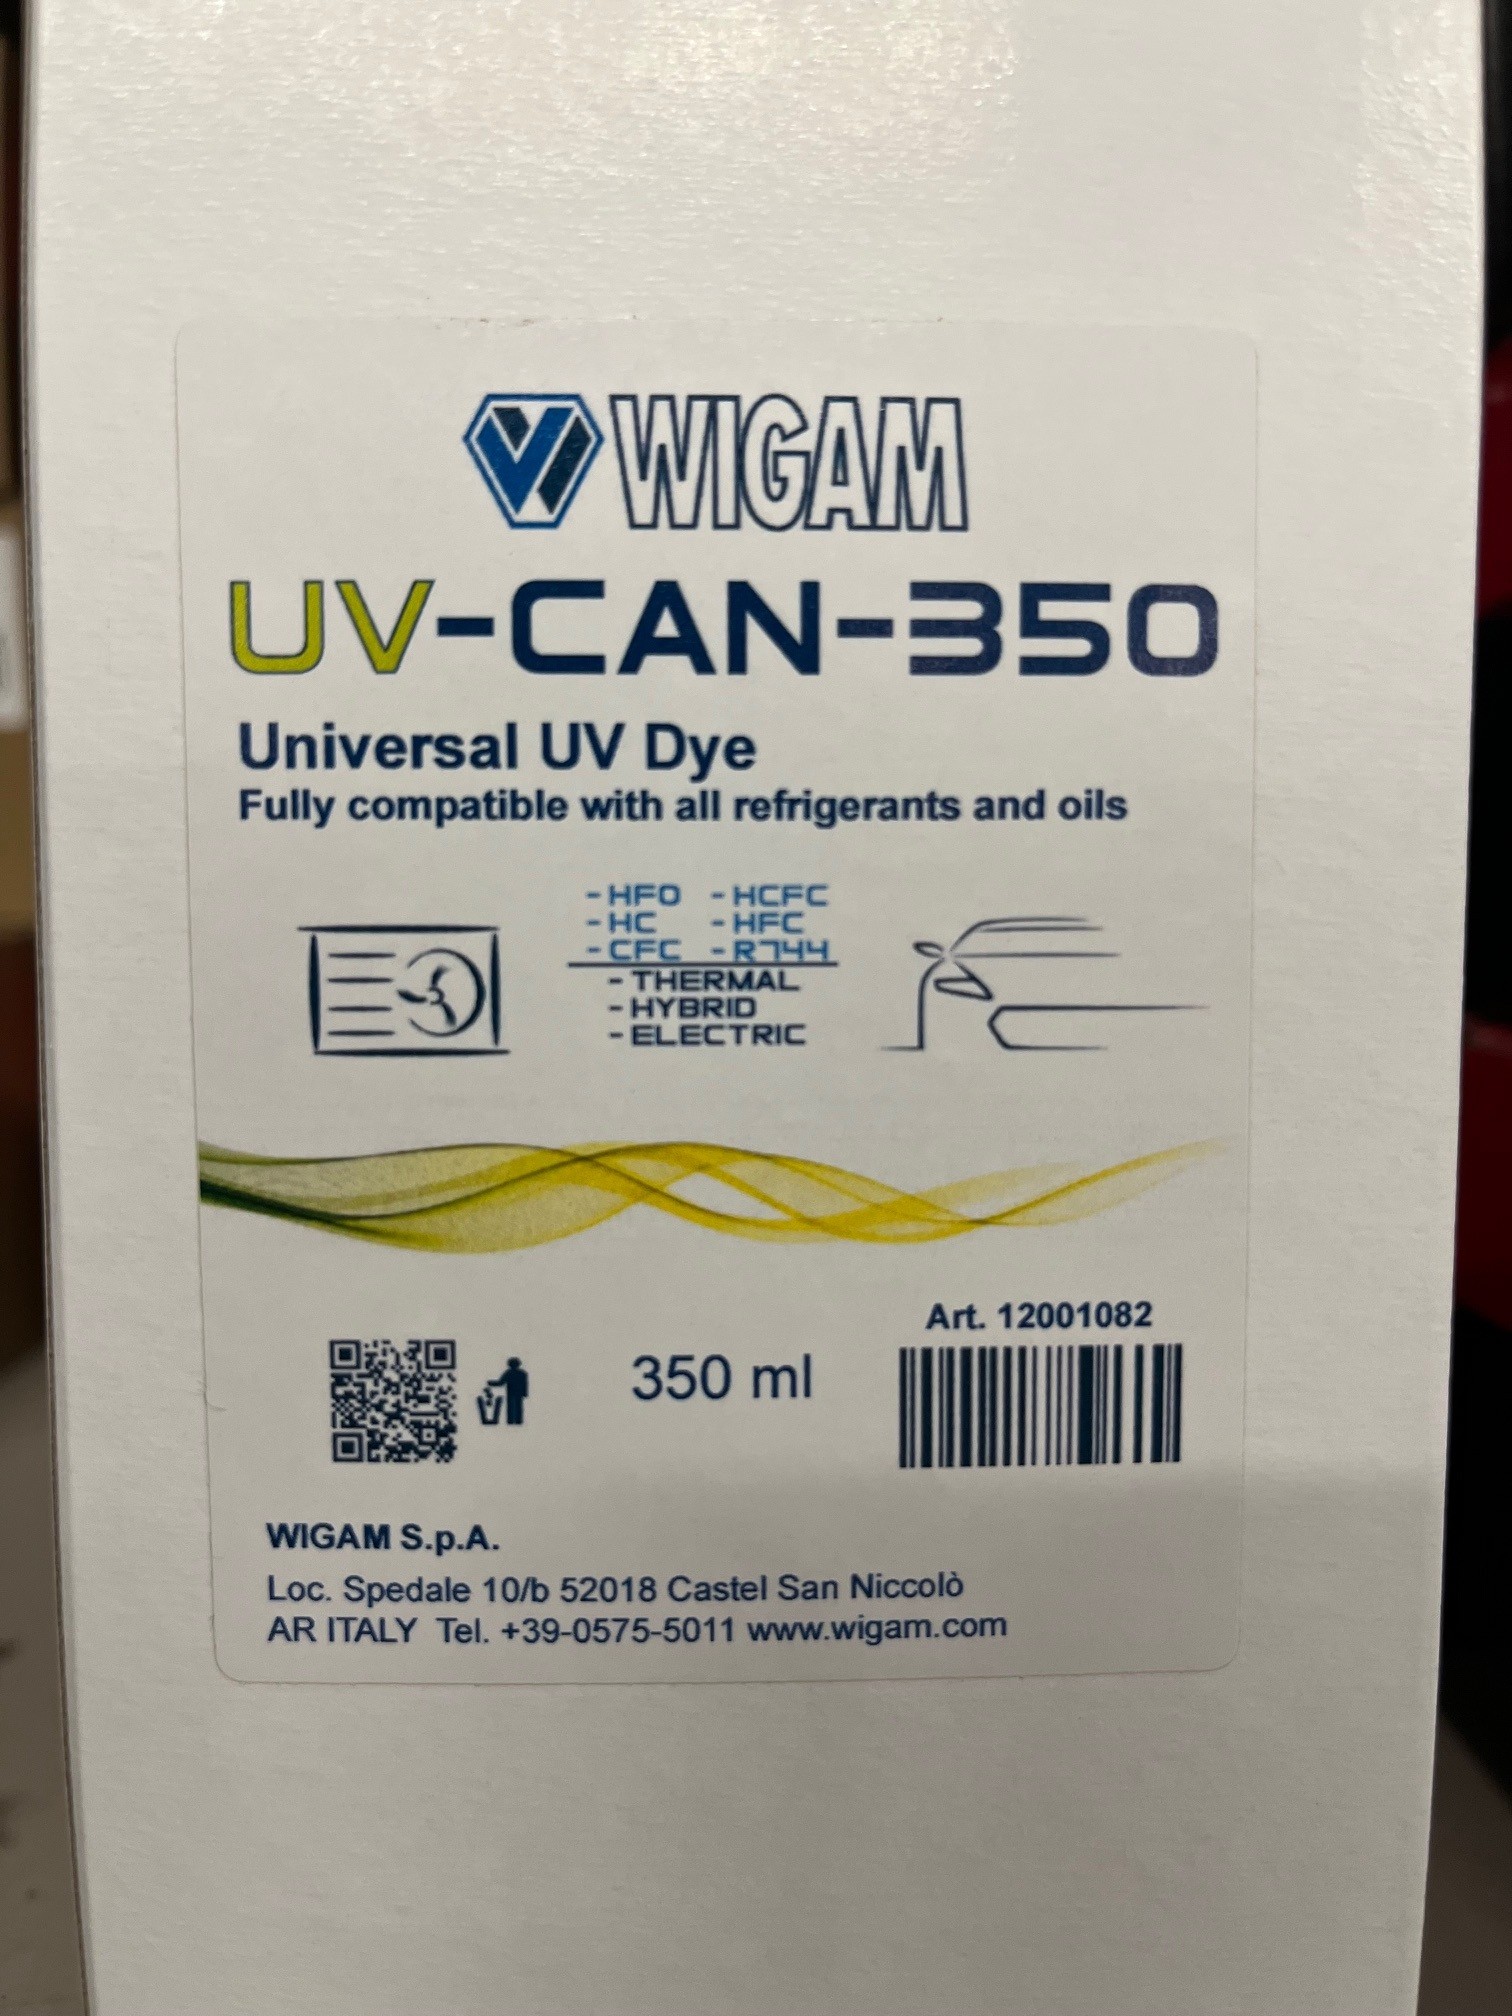 WIGAM
UV-CAN-350
Universal UV Dye
Fully compatible with all refrigerants and oils
- HFO - HCFC
- HC - HFC
- CFC - R744
- THERMAL
- HYBRID
- ELECTRIC
Art. 12001082
350 ml
WIGAM S.p.A.
Loc. Spedale 10/b 52018 Castel San Niccolò
AR ITALY Tel. +39-0575-5011 www.wigam.com